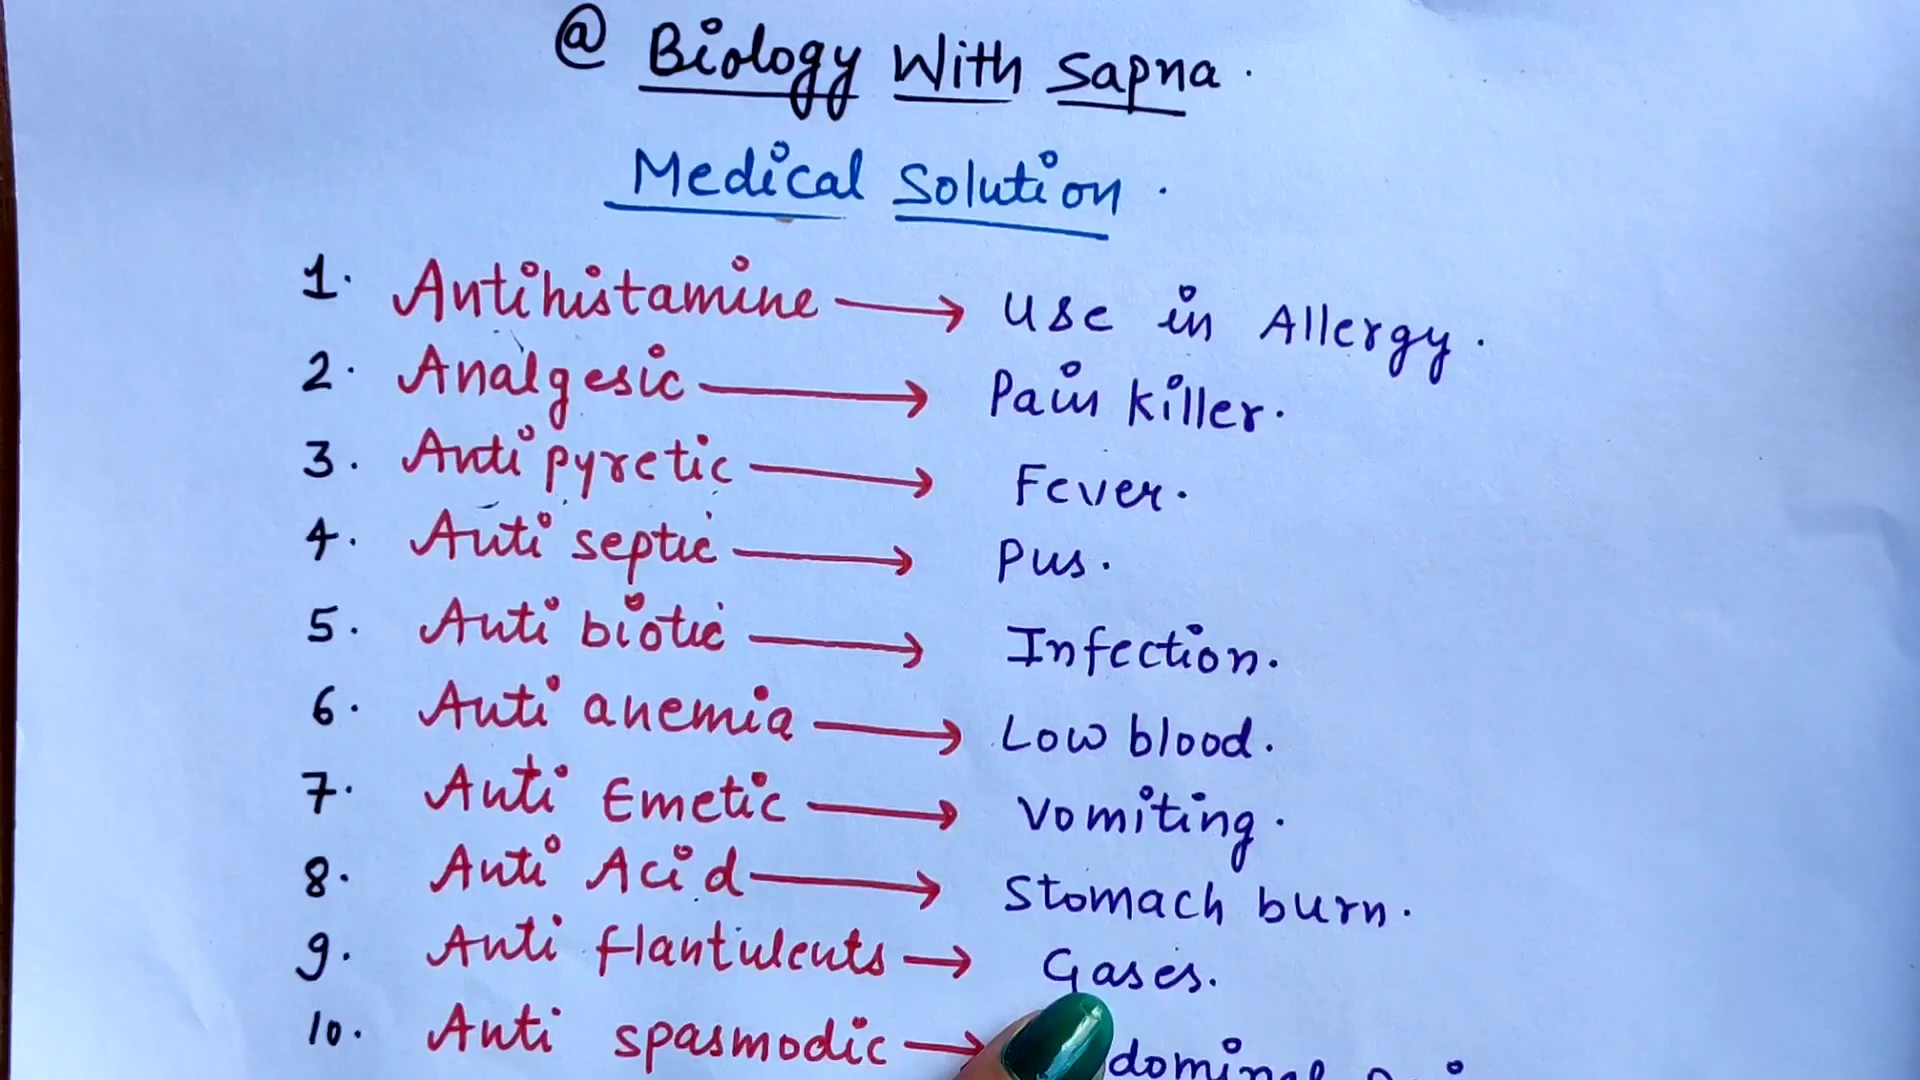 @ Biology With Sapna.
Medical Solution.
1. Antihistamine → Use in Allergy.
2. Analgesic → Pain killer.
3. Anti pyretic → Fever.
4. Anti septic → Pus.
5. Anti biotic → Infection.
6. Anti anemia → Low blood.
7. Anti Emetic → Vomiting.
8. Anti Acid → Stomach burn.
9. Anti flantulents → Gases.
10. Anti spasmodic →